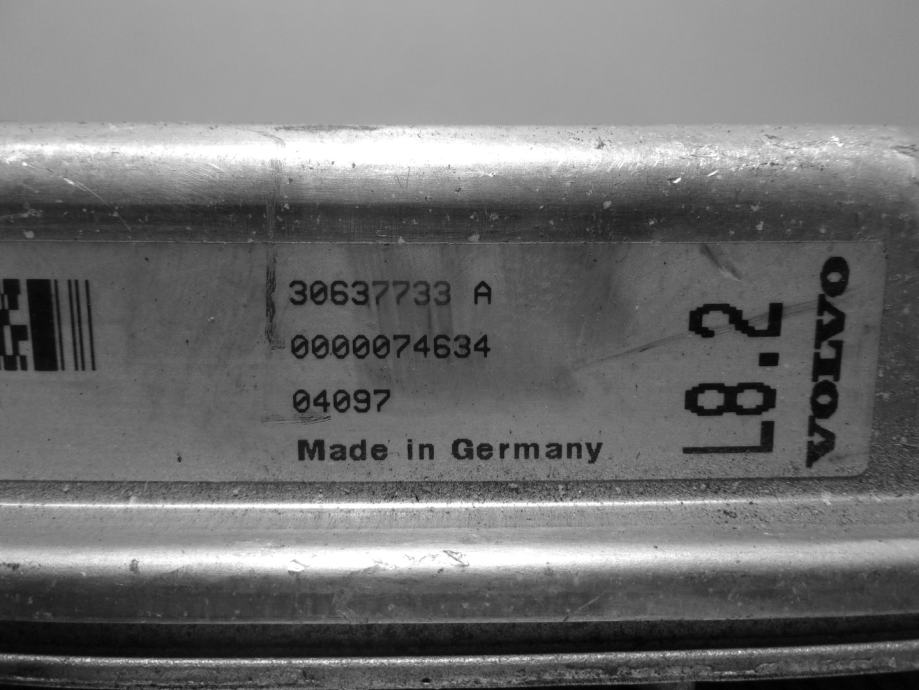 30637733 A
0000074634
04097
Made in Germany
L8.2
VOLVO